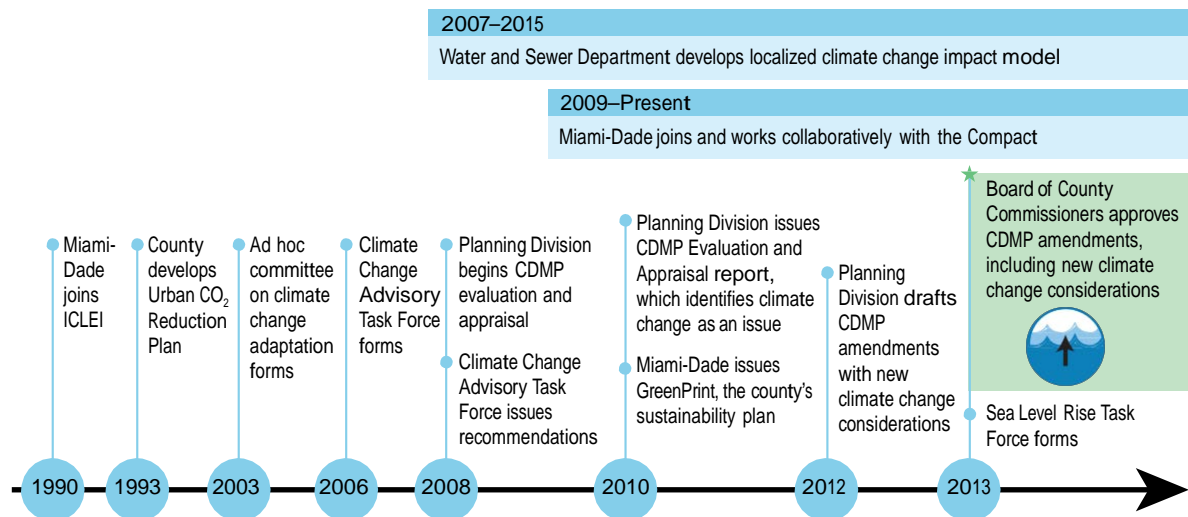 2007–2015
Water and Sewer Department develops localized climate change impact model
2009–Present
Miami-Dade joins and works collaboratively with the Compact
Miami-
Dade
joins
ICLEI
County
develops
Urban CO₂
Reduction
Plan
Ad hoc
committee
on climate
change
adaptation
forms
Climate
Change
Advisory
Task Force
forms
Planning Division
begins CDMP
evaluation and
appraisal
Climate Change
Advisory Task
Force issues
recommendations
Planning Division issues
CDMP Evaluation and
Appraisal report,
which identifies climate
change as an issue
Miami-Dade issues
GreenPrint, the county's
sustainability plan
Planning
Division drafts
CDMP
amendments
with new
climate change
considerations
Board of County
Commissioners approves
CDMP amendments,
including new climate
change considerations
Sea Level Rise Task
Force forms
1990
1993
2003
2006
2008
2010
2012
2013